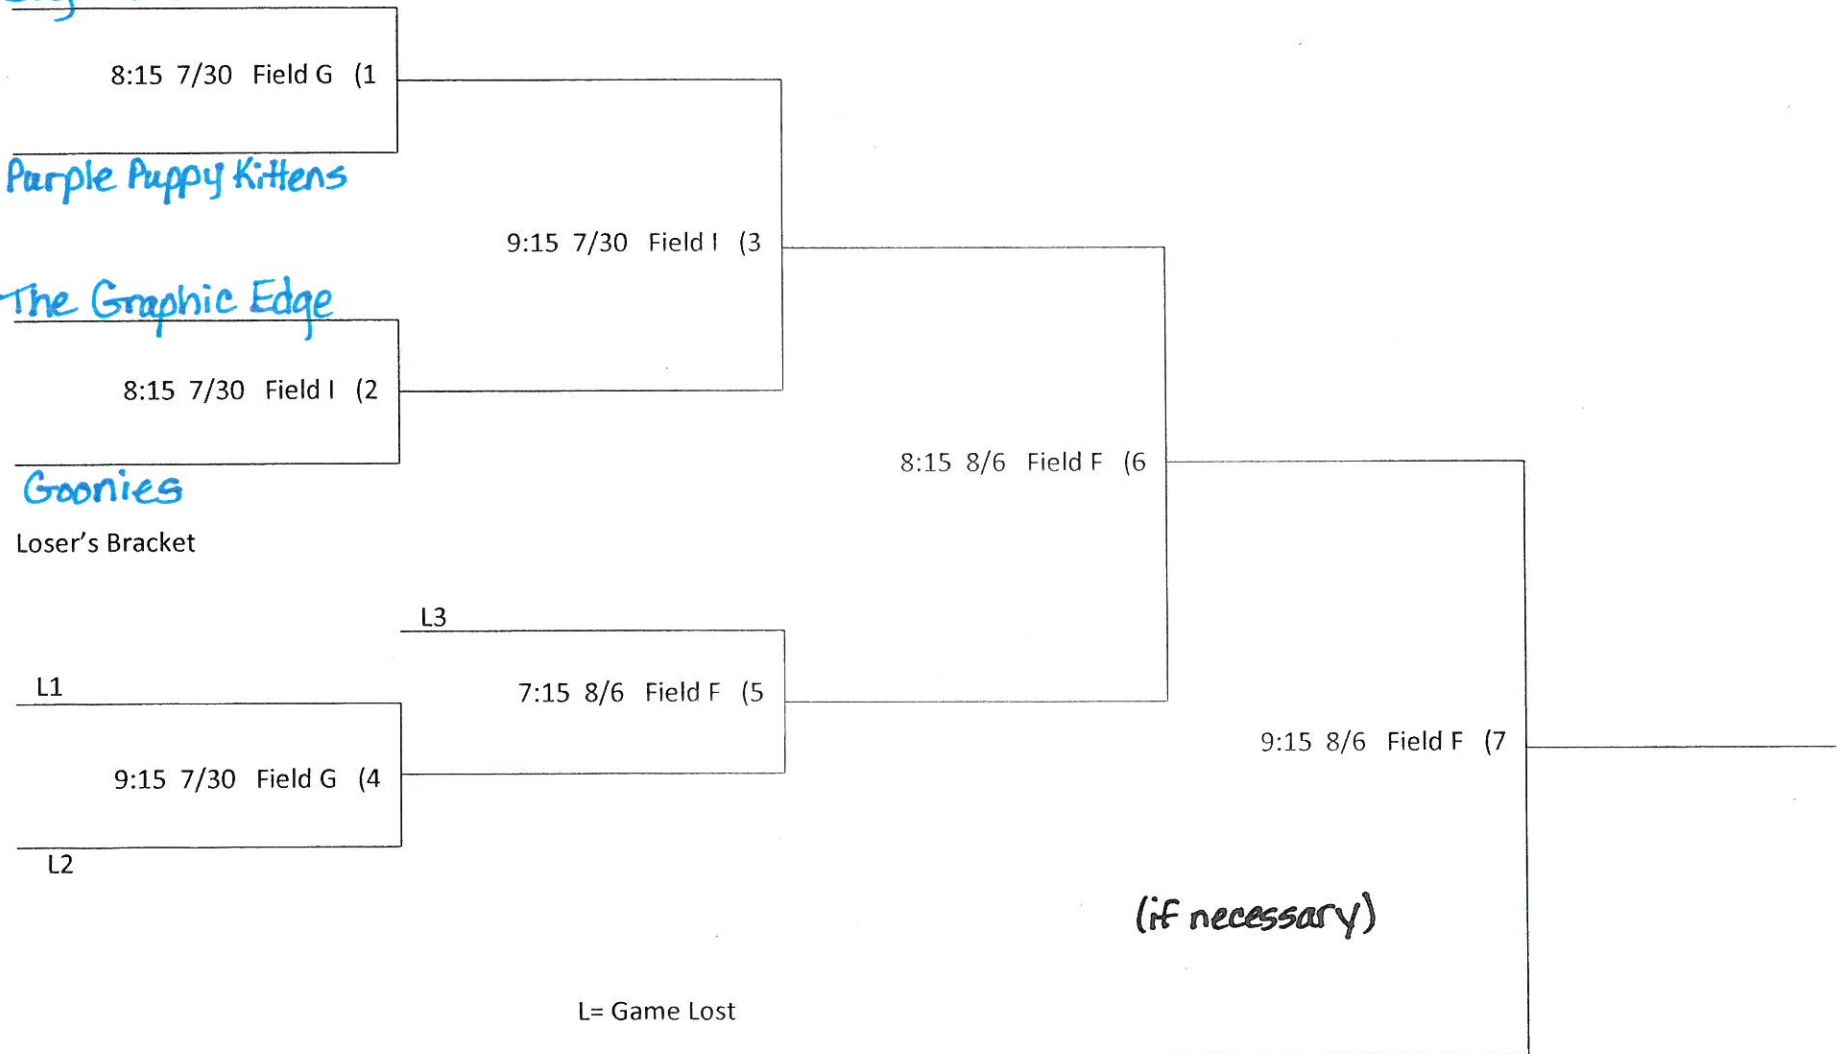 8:15 7/30 Field G (1
Purple Puppy Kittens
9:15 7/30 Field I (3
The Graphic Edge
8:15 7/30 Field I (2
8:15 8/6 Field F (6
Goonies
Loser's Bracket
L3
L1
7:15 8/6 Field F (5
9:15 8/6 Field F (7
9:15 7/30 Field G (4
L2
(if necessary)
L= Game Lost